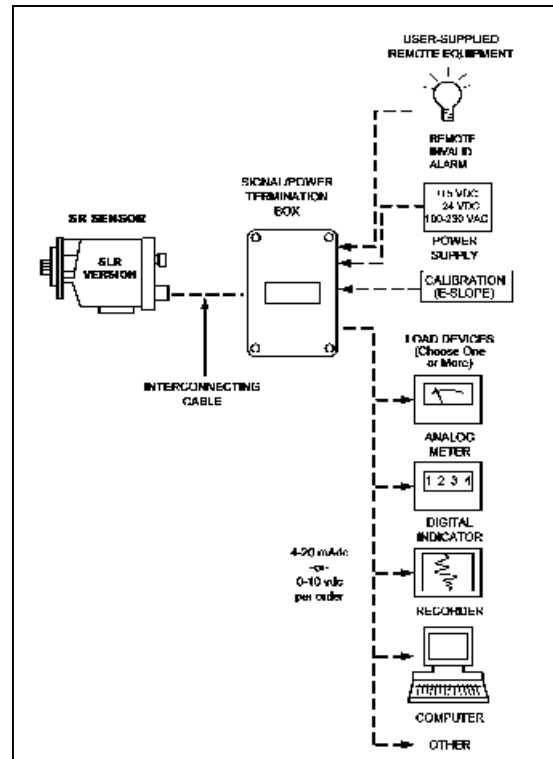 USER-SUPPLIED
REMOTE EQUIPMENT
REMOTE
INVALID
ALARM
SIGNAL/POWER
TERMINATION
BOX
±15 VDC
24 VDC
100-230 VAC
POWER
SUPPLY
SR SENSOR
SLR
VERSION
CALIBRATION
(E-SLOPE)
INTERCONNECTING
CABLE
LOAD DEVICES
(Choose One
or More)
ANALOG
METER
1 2 3 4
DIGITAL
INDICATOR
4-20 mAdc
-or-
0-10 vdc
per order
RECORDER
COMPUTER
OTHER